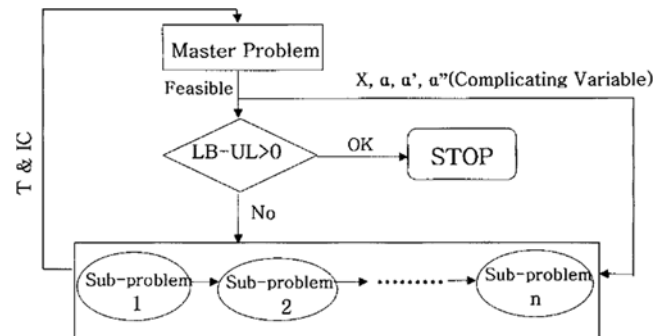 Master Problem
Feasible
X, α, α', α"(Complicating Variable)
LB-UL>0
OK
STOP
T & IC
No
Sub-problem
1
Sub-problem
2
Sub-problem
n